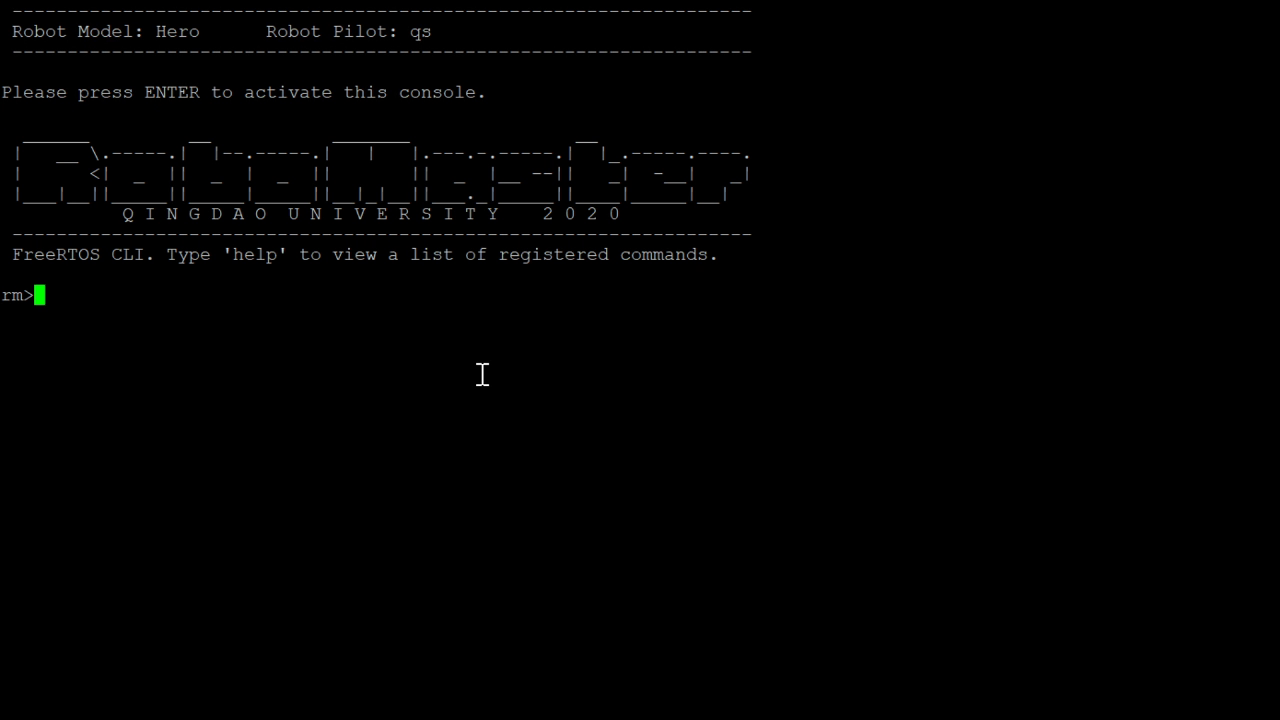 Robot Model: Hero      Robot Pilot: qs
Please press ENTER to activate this console.
RoboMaster
Q I N G D A O  U N I V E R S I T Y    2 0 2 0
FreeRTOS CLI. Type 'help' to view a list of registered commands.
rm>